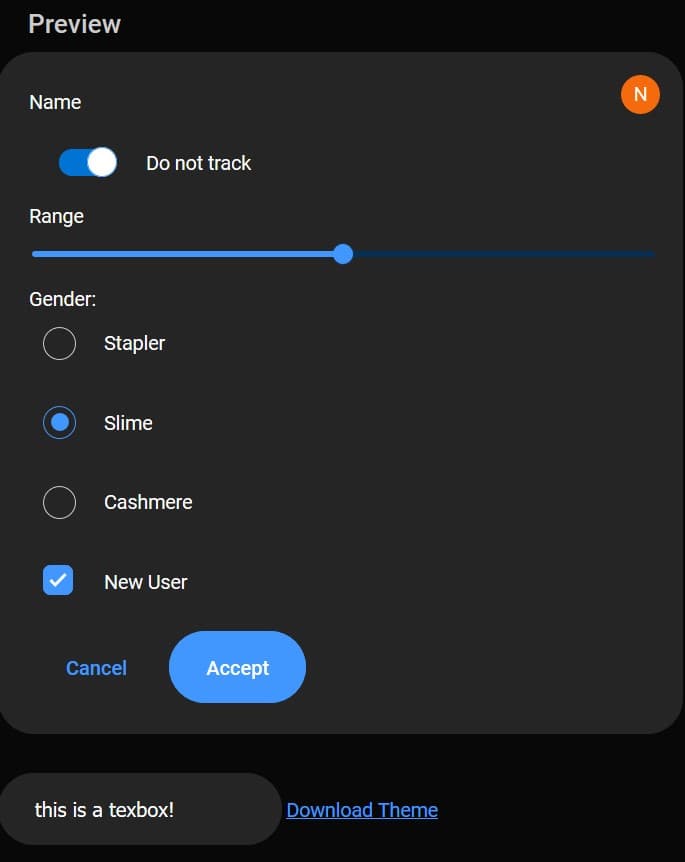 Preview
Name
N
Do not track
Range
Gender:
Stapler
Slime
Cashmere
New User
Cancel Accept
this is a texbox! Download Theme